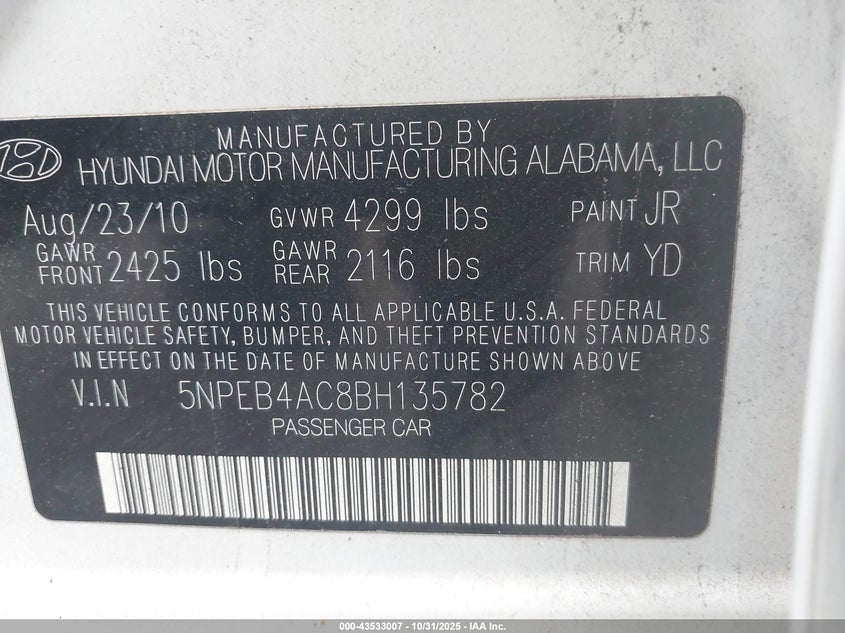 MANUFACTURED BY
HYUNDAI MOTOR MANUFACTURING ALABAMA, LLC
Aug/23/10 GVWR 4299 lbs PAINT JR
GAWR FRONT 2425 lbs GAWR REAR 2116 lbs TRIM YD
THIS VEHICLE CONFORMS TO ALL APPLICABLE U.S.A. FEDERAL
MOTOR VEHICLE SAFETY, BUMPER, AND THEFT PREVENTION STANDARDS
IN EFFECT ON THE DATE OF MANUFACTURE SHOWN ABOVE
V.I.N 5NPEB4AC8BH135782
PASSENGER CAR
000-43533007 - 10/31/2025 - IAA Inc.